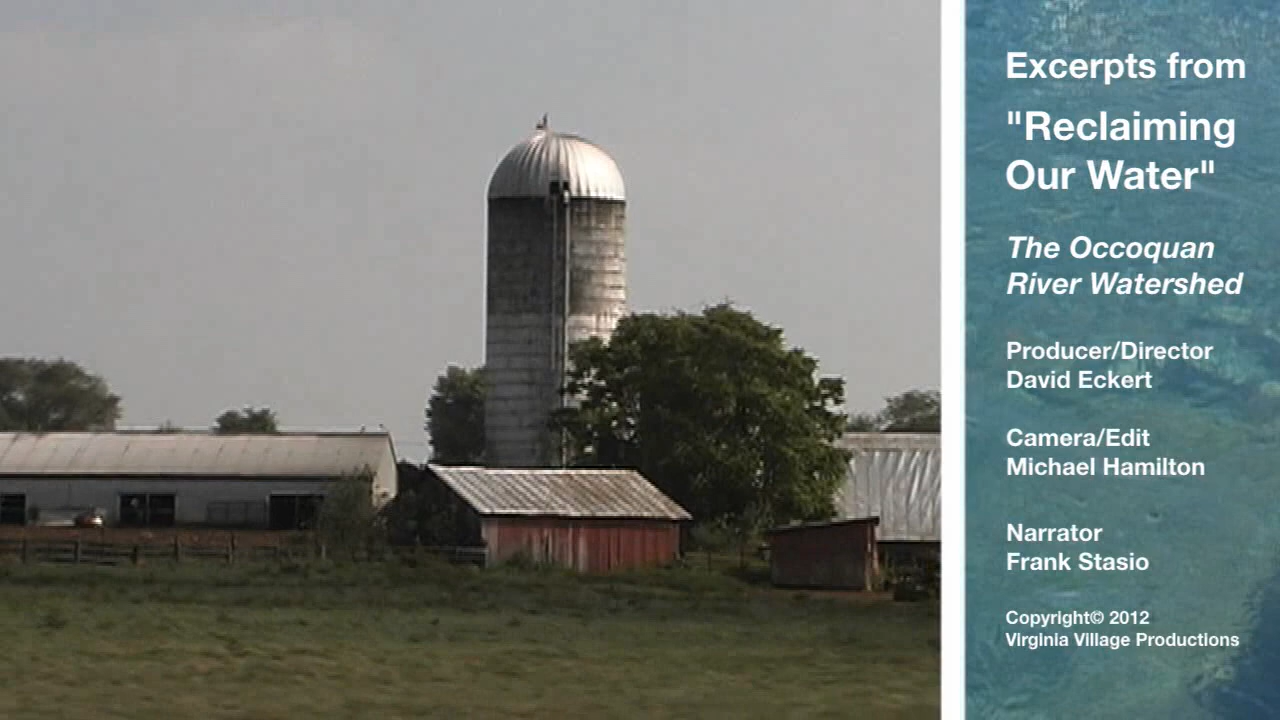 Excerpts from
"Reclaiming
Our Water"
The Occoquan
River Watershed
Producer/Director
David Eckert
Camera/Edit
Michael Hamilton
Narrator
Frank Stasio
Copyright© 2012
Virginia Village Productions